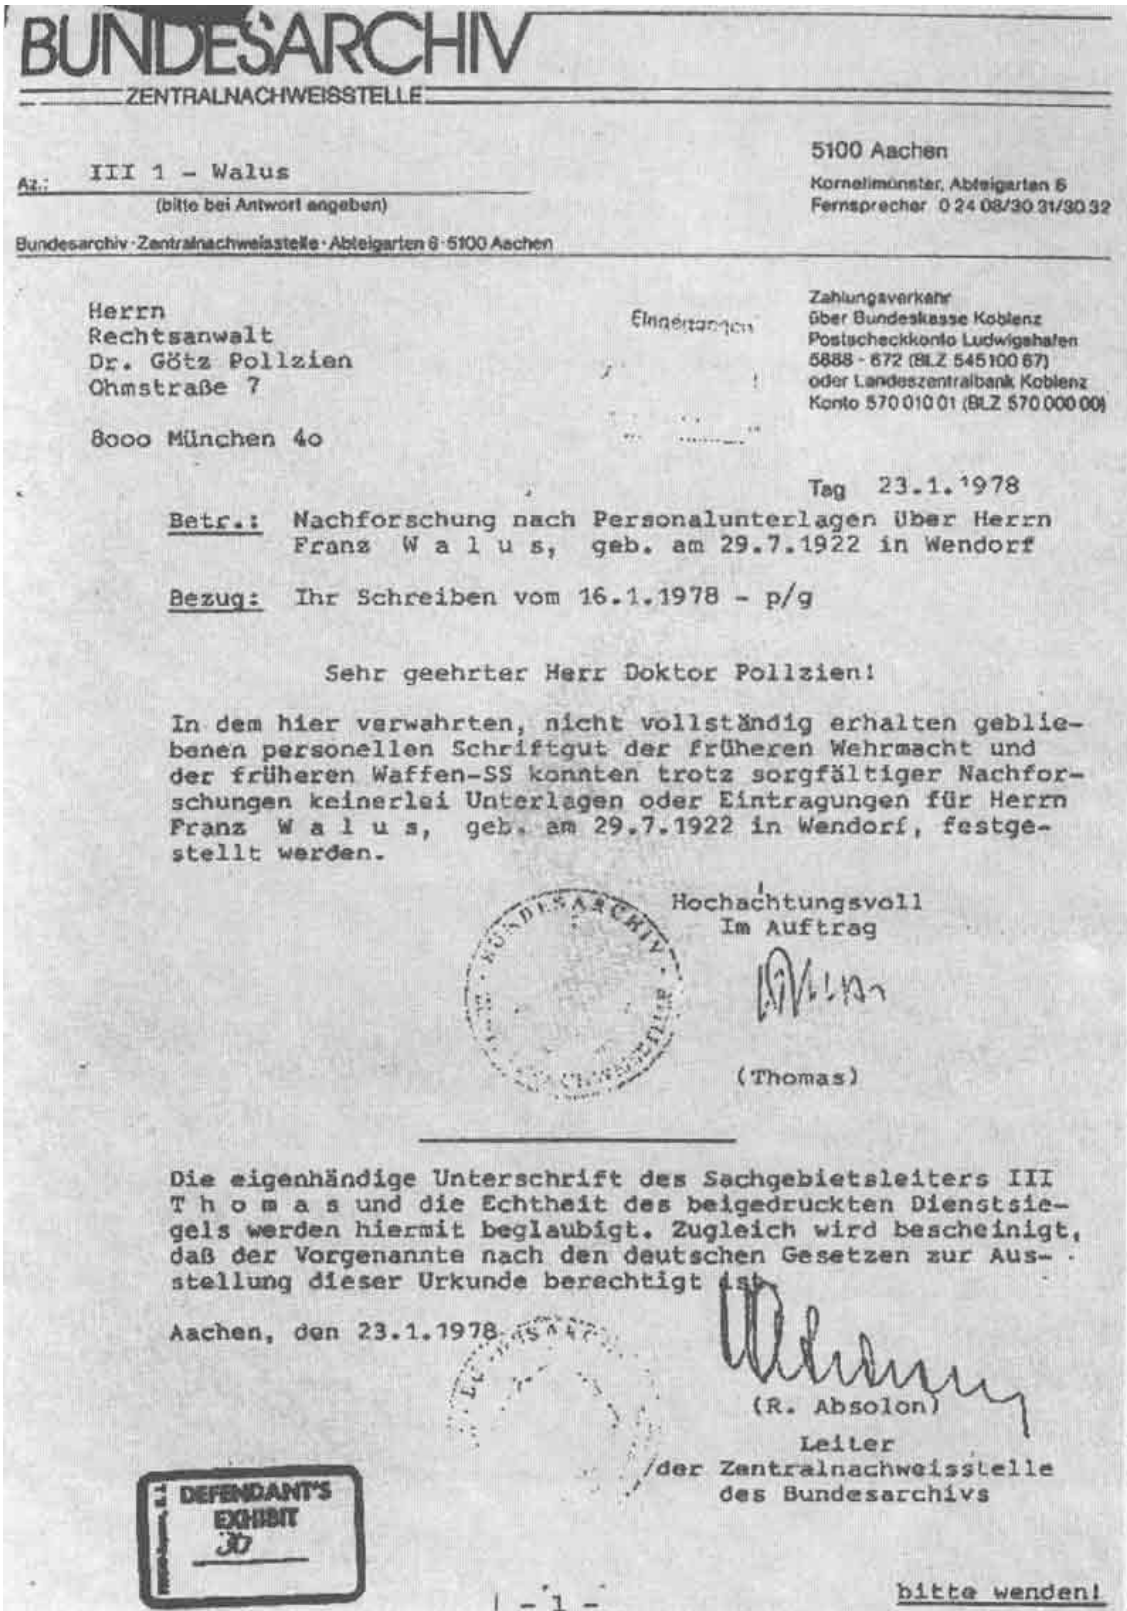 BUNDESARCHIV
ZENTRALNACHWEISSTELLE
Az.: III 1 - Walus
(bitte bei Antwort angeben)
5100 Aachen
Kornelimünster, Abteigarten 6
Fernsprecher 0 24 08/30 31/30 32
Bundesarchiv · Zentralnachweisstelle · Abteigarten 6 · 5100 Aachen
Herrn
Rechtsanwalt
Dr. Götz Pollzien
Ohmstraße 7
8ooo München 4o
Eingegangen
Zahlungsverkehr
über Bundeskasse Koblenz
Postscheckkonto Ludwigshafen
5888 - 672 (BLZ 545 100 67)
oder Landeszentralbank Koblenz
Konto 570 010 01 (BLZ 570 000 00)
Tag 23.1.1978
Betr.: Nachforschung nach Personalunterlagen über Herrn
Franz W a l u s, geb. am 29.7.1922 in Wendorf
Bezug: Ihr Schreiben vom 16.1.1978 - p/g
Sehr geehrter Herr Doktor Pollzien!
In dem hier verwahrten, nicht vollständig erhalten geblie-
benen personellen Schriftgut der früheren Wehrmacht und
der früheren Waffen-SS konnten trotz sorgfältiger Nachfor-
schungen keinerlei Unterlagen oder Eintragungen für Herrn
Franz W a l u s, geb. am 29.7.1922 in Wendorf, festge-
stellt werden.
Hochachtungsvoll
Im Auftrag
BUNDESARCHIV
(Thomas)
Die eigenhändige Unterschrift des Sachgebietsleiters III
T h o m a s und die Echtheit des beigedruckten Dienstsie-
gels werden hiermit beglaubigt. Zugleich wird bescheinigt,
daß der Vorgenannte nach den deutschen Gesetzen zur Aus-
stellung dieser Urkunde berechtigt ist.
Aachen, den 23.1.1978
(R. Absolon)
Leiter
der Zentralnachweisstelle
des Bundesarchivs
DEFENDANT'S
EXHIBIT
30
- 1 -
bitte wenden!